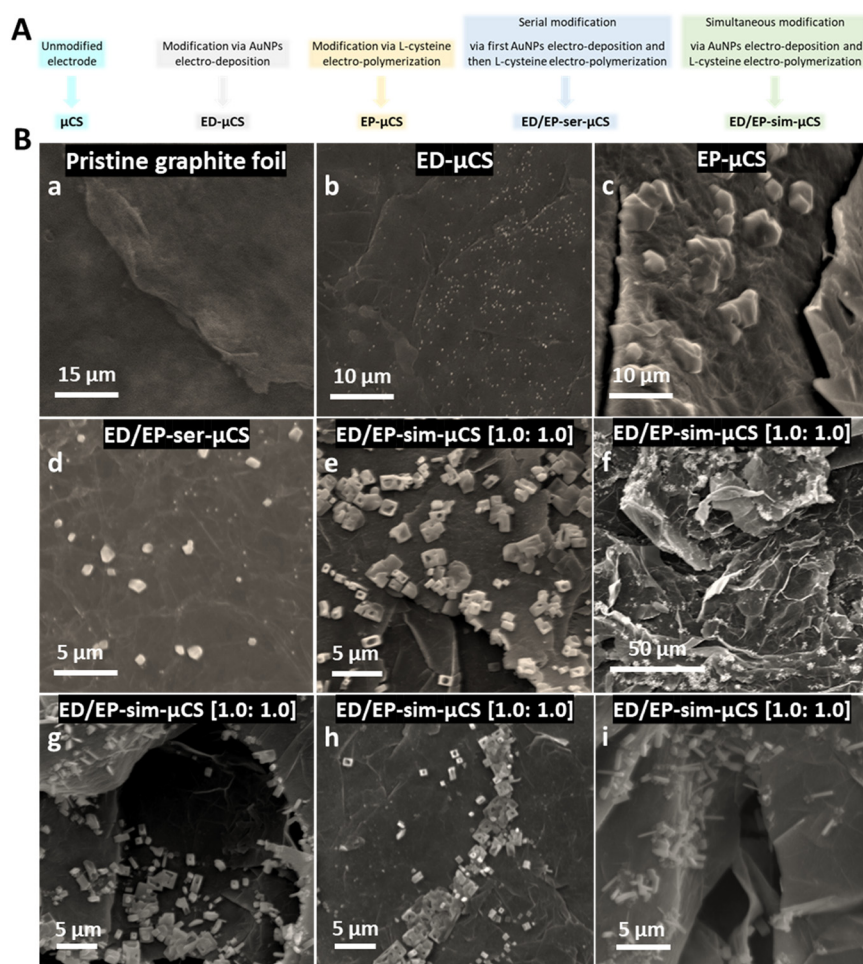 A
Unmodified
electrode
µCS
Modification via AuNPs
electro-deposition
ED-µCS
Modification via L-cysteine
electro-polymerization
EP-µCS
Serial modification
via first AuNPs electro-deposition and
then L-cysteine electro-polymerization
ED/EP-ser-µCS
Simultaneous modification
via AuNPs electro-deposition and
L-cysteine electro-polymerization
ED/EP-sim-µCS
B
Pristine graphite foil
a
15 µm
ED-µCS
b
10 µm
EP-µCS
c
10 µm
ED/EP-ser-µCS
d
5 µm
ED/EP-sim-µCS [1.0: 1.0]
e
5 µm
ED/EP-sim-µCS [1.0: 1.0]
f
50 µm
ED/EP-sim-µCS [1.0: 1.0]
g
5 µm
ED/EP-sim-µCS [1.0: 1.0]
h
5 µm
ED/EP-sim-µCS [1.0: 1.0]
i
5 µm